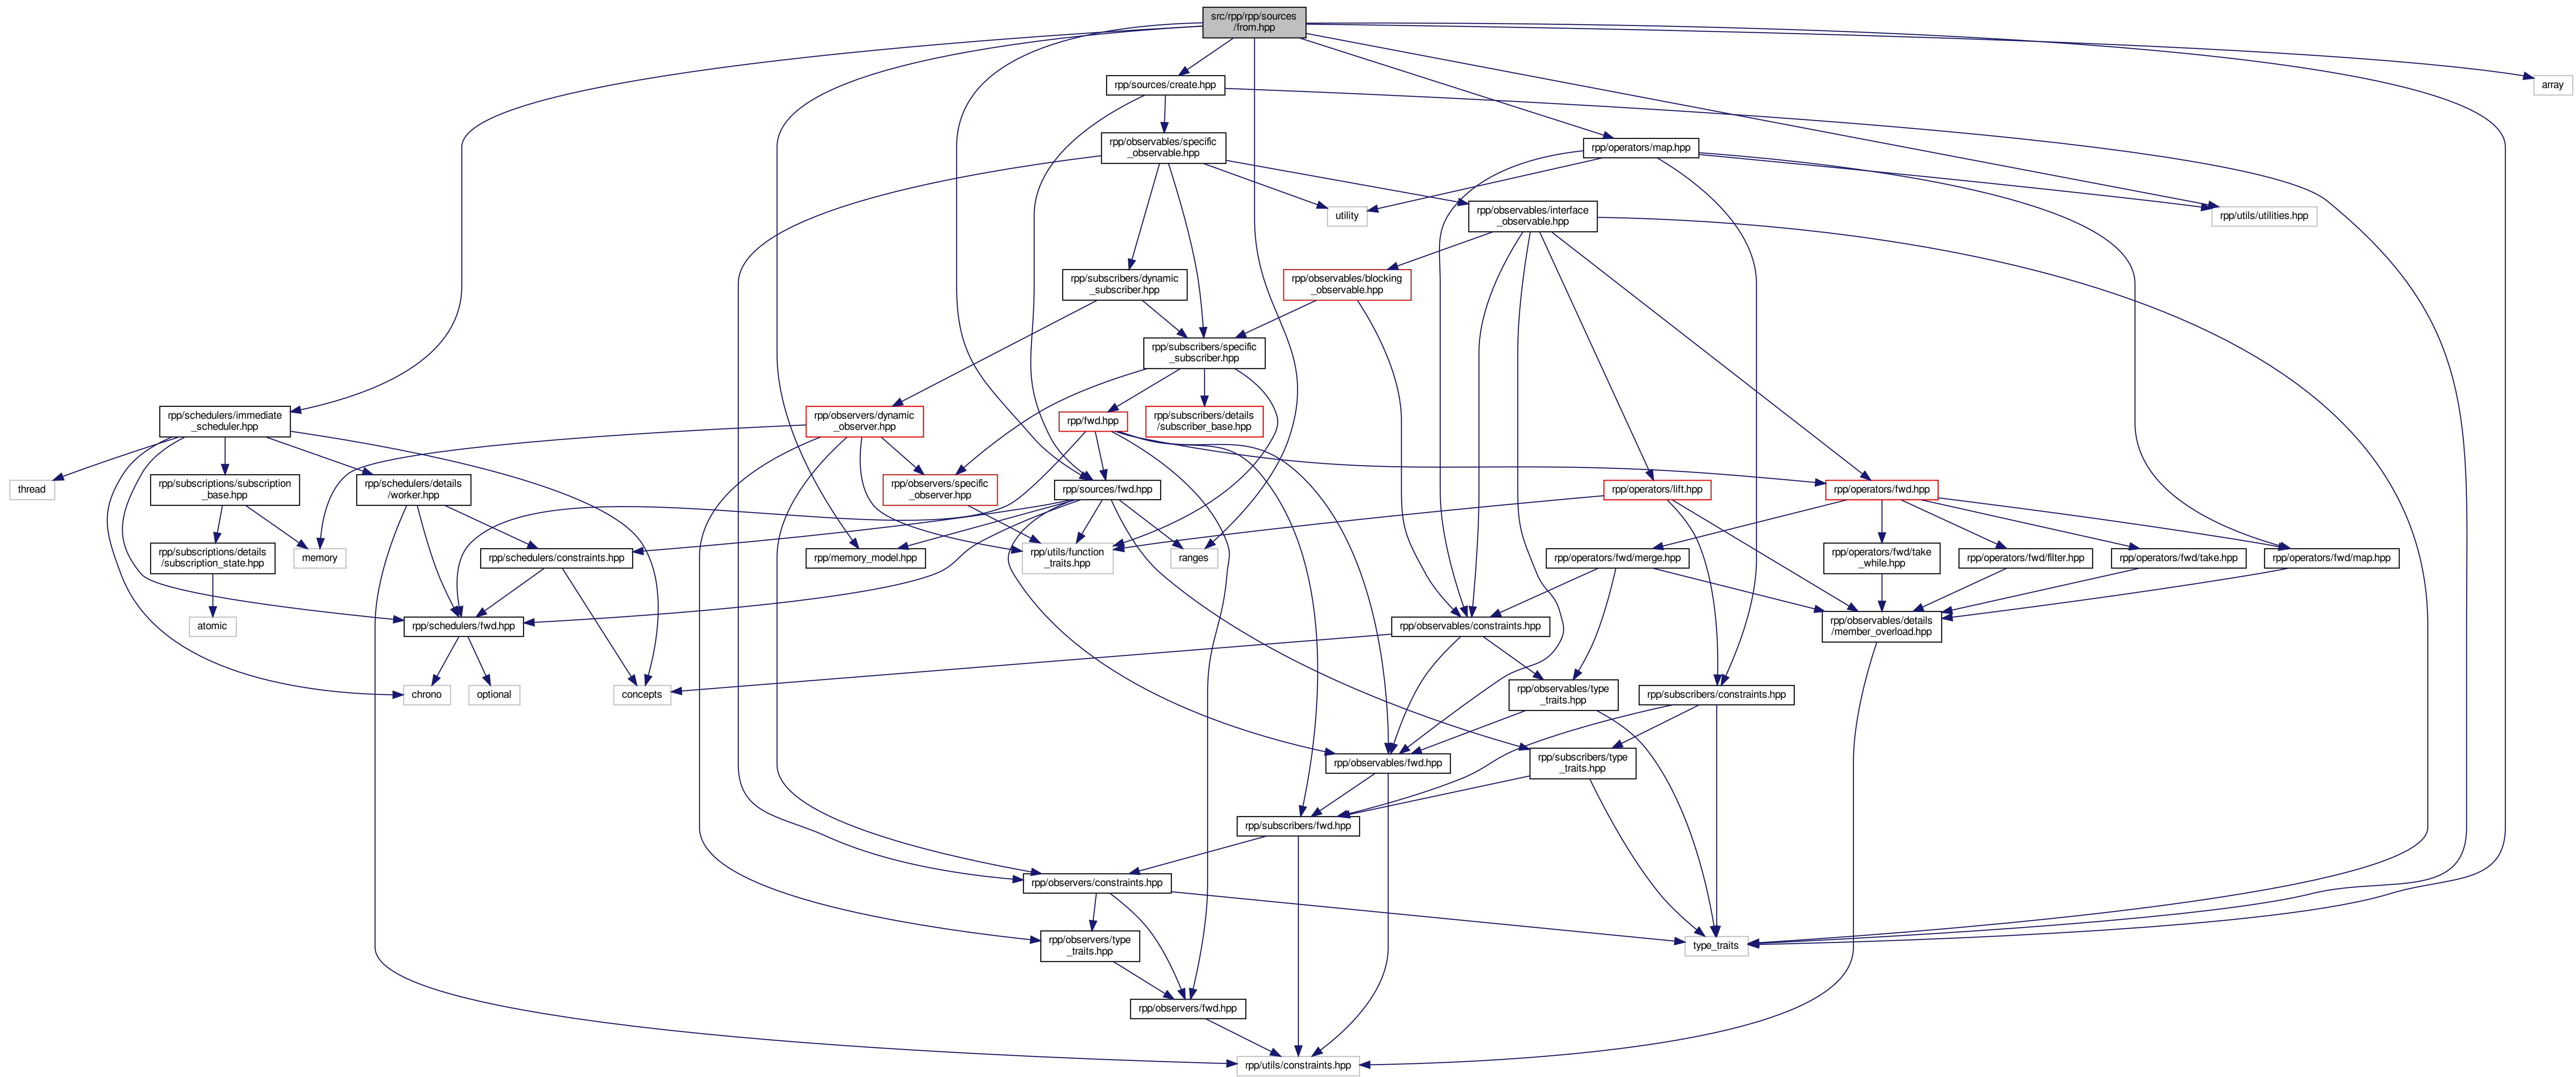 src/rpp/rpp/sources
/from.hpp
rpp/sources/create.hpp
array
rpp/observables/specific
_observable.hpp
rpp/operators/map.hpp
utility
rpp/observables/interface
_observable.hpp
rpp/utils/utilities.hpp
rpp/subscribers/dynamic
_subscriber.hpp
rpp/observables/blocking
_observable.hpp
rpp/subscribers/specific
_subscriber.hpp
rpp/schedulers/immediate
_scheduler.hpp
rpp/observers/dynamic
_observer.hpp
rpp/fwd.hpp
rpp/subscribers/details
/subscriber_base.hpp
thread
rpp/subscriptions/subscription
_base.hpp
rpp/schedulers/details
/worker.hpp
rpp/observers/specific
_observer.hpp
rpp/sources/fwd.hpp
rpp/operators/lift.hpp
rpp/operators/fwd.hpp
rpp/subscriptions/details
/subscription_state.hpp
memory
rpp/schedulers/constraints.hpp
rpp/memory_model.hpp
rpp/utils/function
_traits.hpp
ranges
rpp/operators/fwd/merge.hpp
rpp/operators/fwd/take
_while.hpp
rpp/operators/fwd/filter.hpp
rpp/operators/fwd/take.hpp
rpp/operators/fwd/map.hpp
atomic
rpp/schedulers/fwd.hpp
rpp/observables/constraints.hpp
rpp/observables/details
/member_overload.hpp
chrono
optional
concepts
rpp/observables/type
_traits.hpp
rpp/subscribers/constraints.hpp
rpp/observables/fwd.hpp
rpp/subscribers/type
_traits.hpp
rpp/subscribers/fwd.hpp
rpp/observers/constraints.hpp
rpp/observers/type
_traits.hpp
type_traits
rpp/observers/fwd.hpp
rpp/utils/constraints.hpp